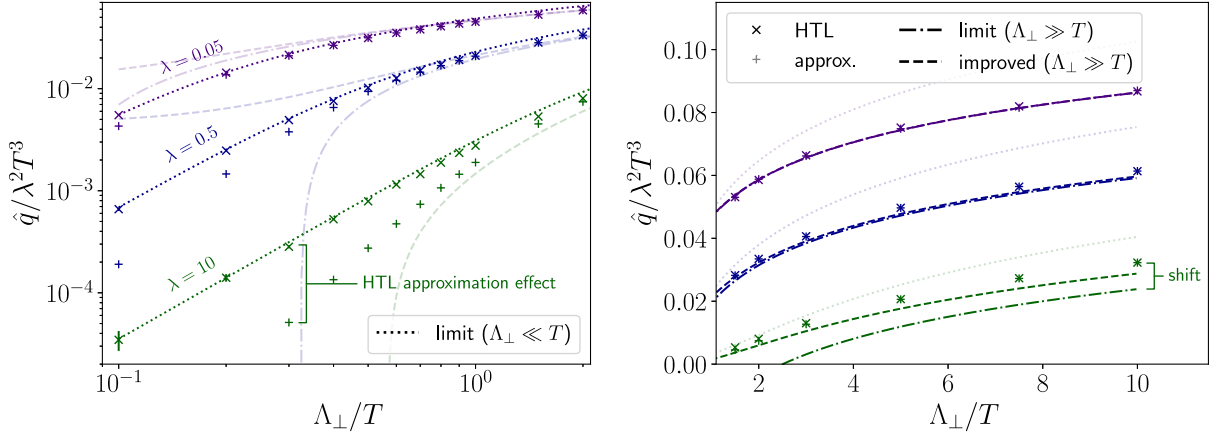 λ = 0.05
λ = 0.5
λ = 10
HTL approximation effect
limit (Λ⊥ ≪ T)
q̂/λ²T³
10⁻²
10⁻³
10⁻⁴
10⁻¹
10⁰
Λ⊥/T
HTL
approx.
limit (Λ⊥ ≫ T)
improved (Λ⊥ ≫ T)
shift
q̂/λ²T³
0.10
0.08
0.06
0.04
0.02
0.00
2
4
6
8
10
Λ⊥/T